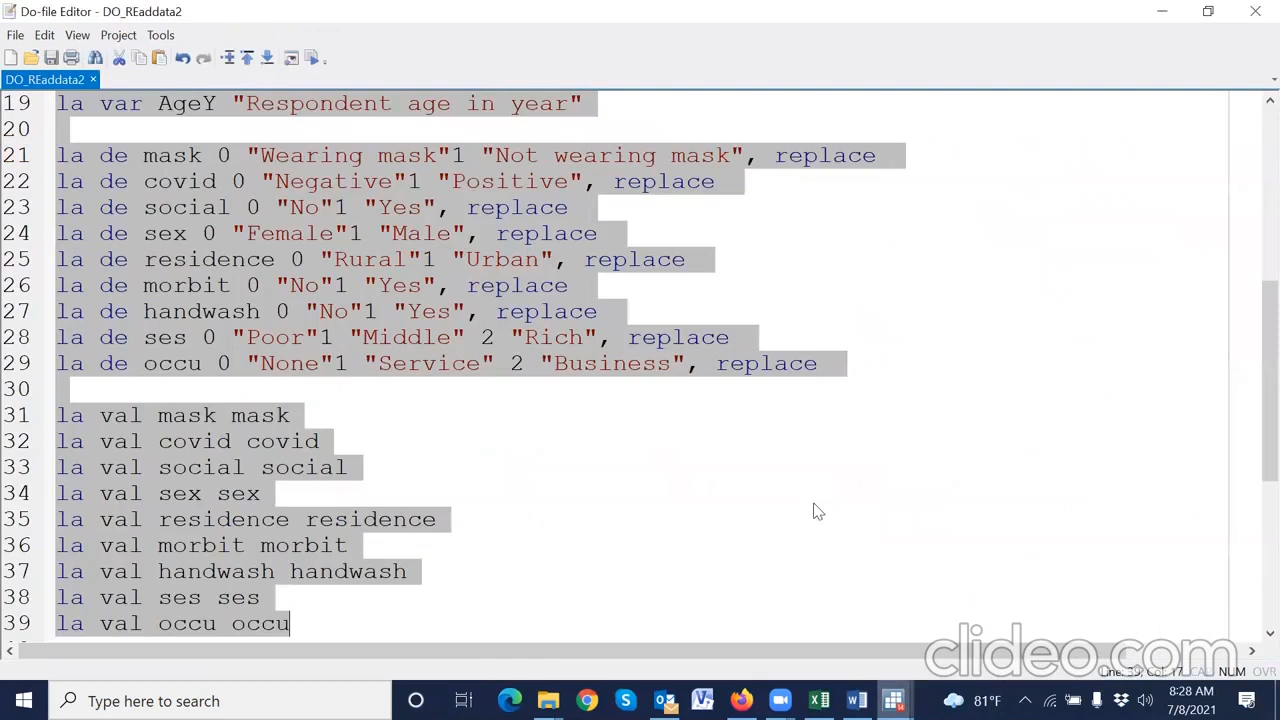 Do-file Editor - DO_REaddata2
File Edit View Project Tools
DO_REaddata2 ×
19 la var AgeY "Respondent age in year"
20
21 la de mask 0 "Wearing mask"1 "Not wearing mask", replace
22 la de covid 0 "Negative"1 "Positive", replace
23 la de social 0 "No"1 "Yes", replace
24 la de sex 0 "Female"1 "Male", replace
25 la de residence 0 "Rural"1 "Urban", replace
26 la de morbit 0 "No"1 "Yes", replace
27 la de handwash 0 "No"1 "Yes", replace
28 la de ses 0 "Poor"1 "Middle" 2 "Rich", replace
29 la de occu 0 "None"1 "Service" 2 "Business", replace
30
31 la val mask mask
32 la val covid covid
33 la val social social
34 la val sex sex
35 la val residence residence
36 la val morbit morbit
37 la val handwash handwash
38 la val ses ses
39 la val occu occu
clideo.com
Line: 39, Col: 17 CAP NUM OVR
Type here to search
81°F
8:28 AM
7/8/2021